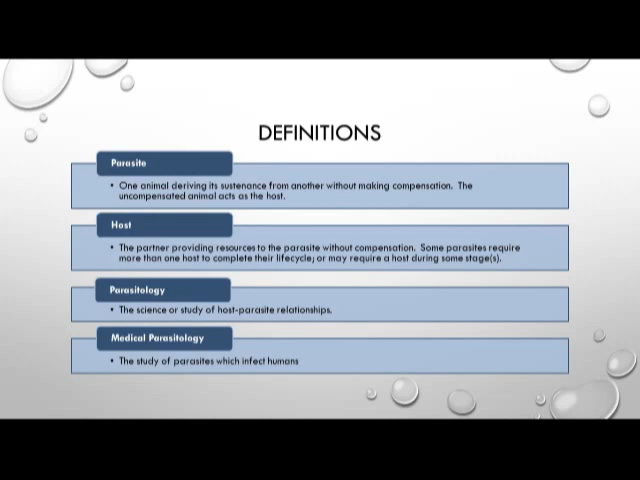 DEFINITIONS
Parasite
• One animal deriving its sustenance from another without making compensation. The
uncompensated animal acts as the host.
Host
• The partner providing resources to the parasite without compensation. Some parasites require
more than one host to complete their lifecycle; or may require a host during some stage(s).
Parasitology
• The science or study of host-parasite relationships.
Medical Parasitology
• The study of parasites which infect humans